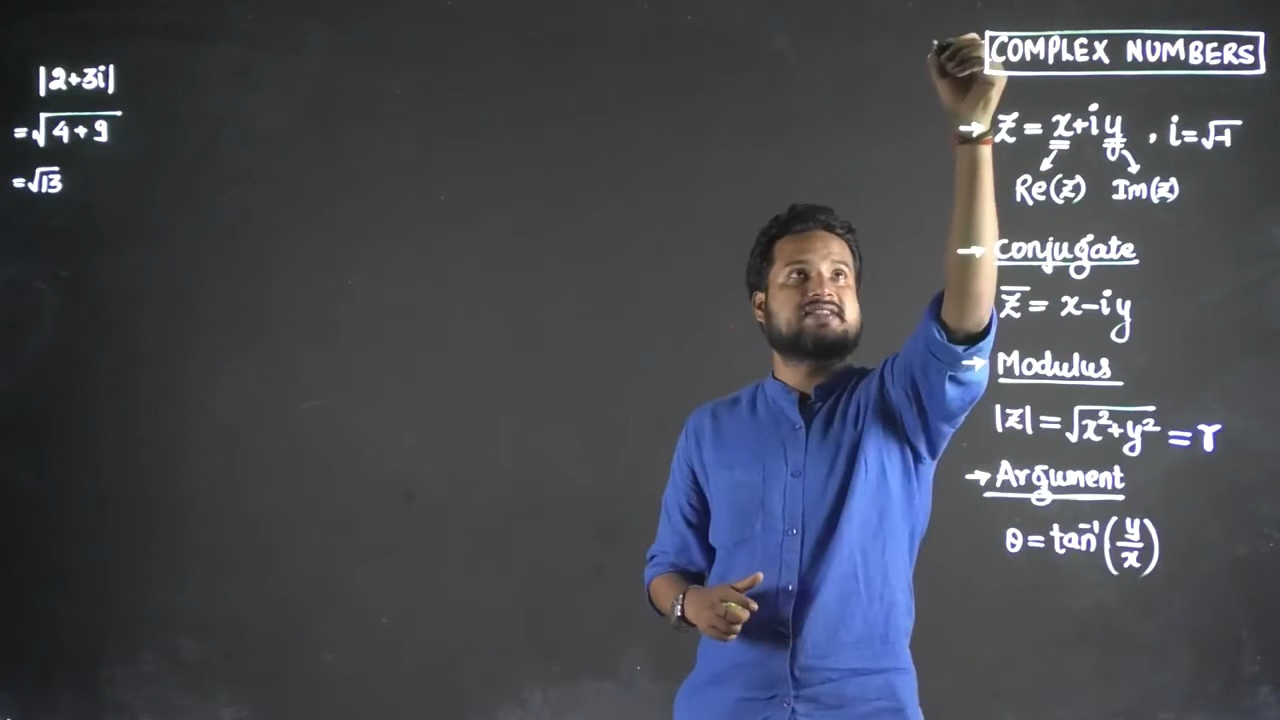 |2+3i|
=√4+9
=√13
COMPLEX NUMBERS
→ z = x+iy , i=√-1
Re(z) Im(z)
→ Conjugate
z̅ = x-iy
→ Modulus
|z| = √x²+y² = r
→ Argument
θ = tan⁻¹(y/x)